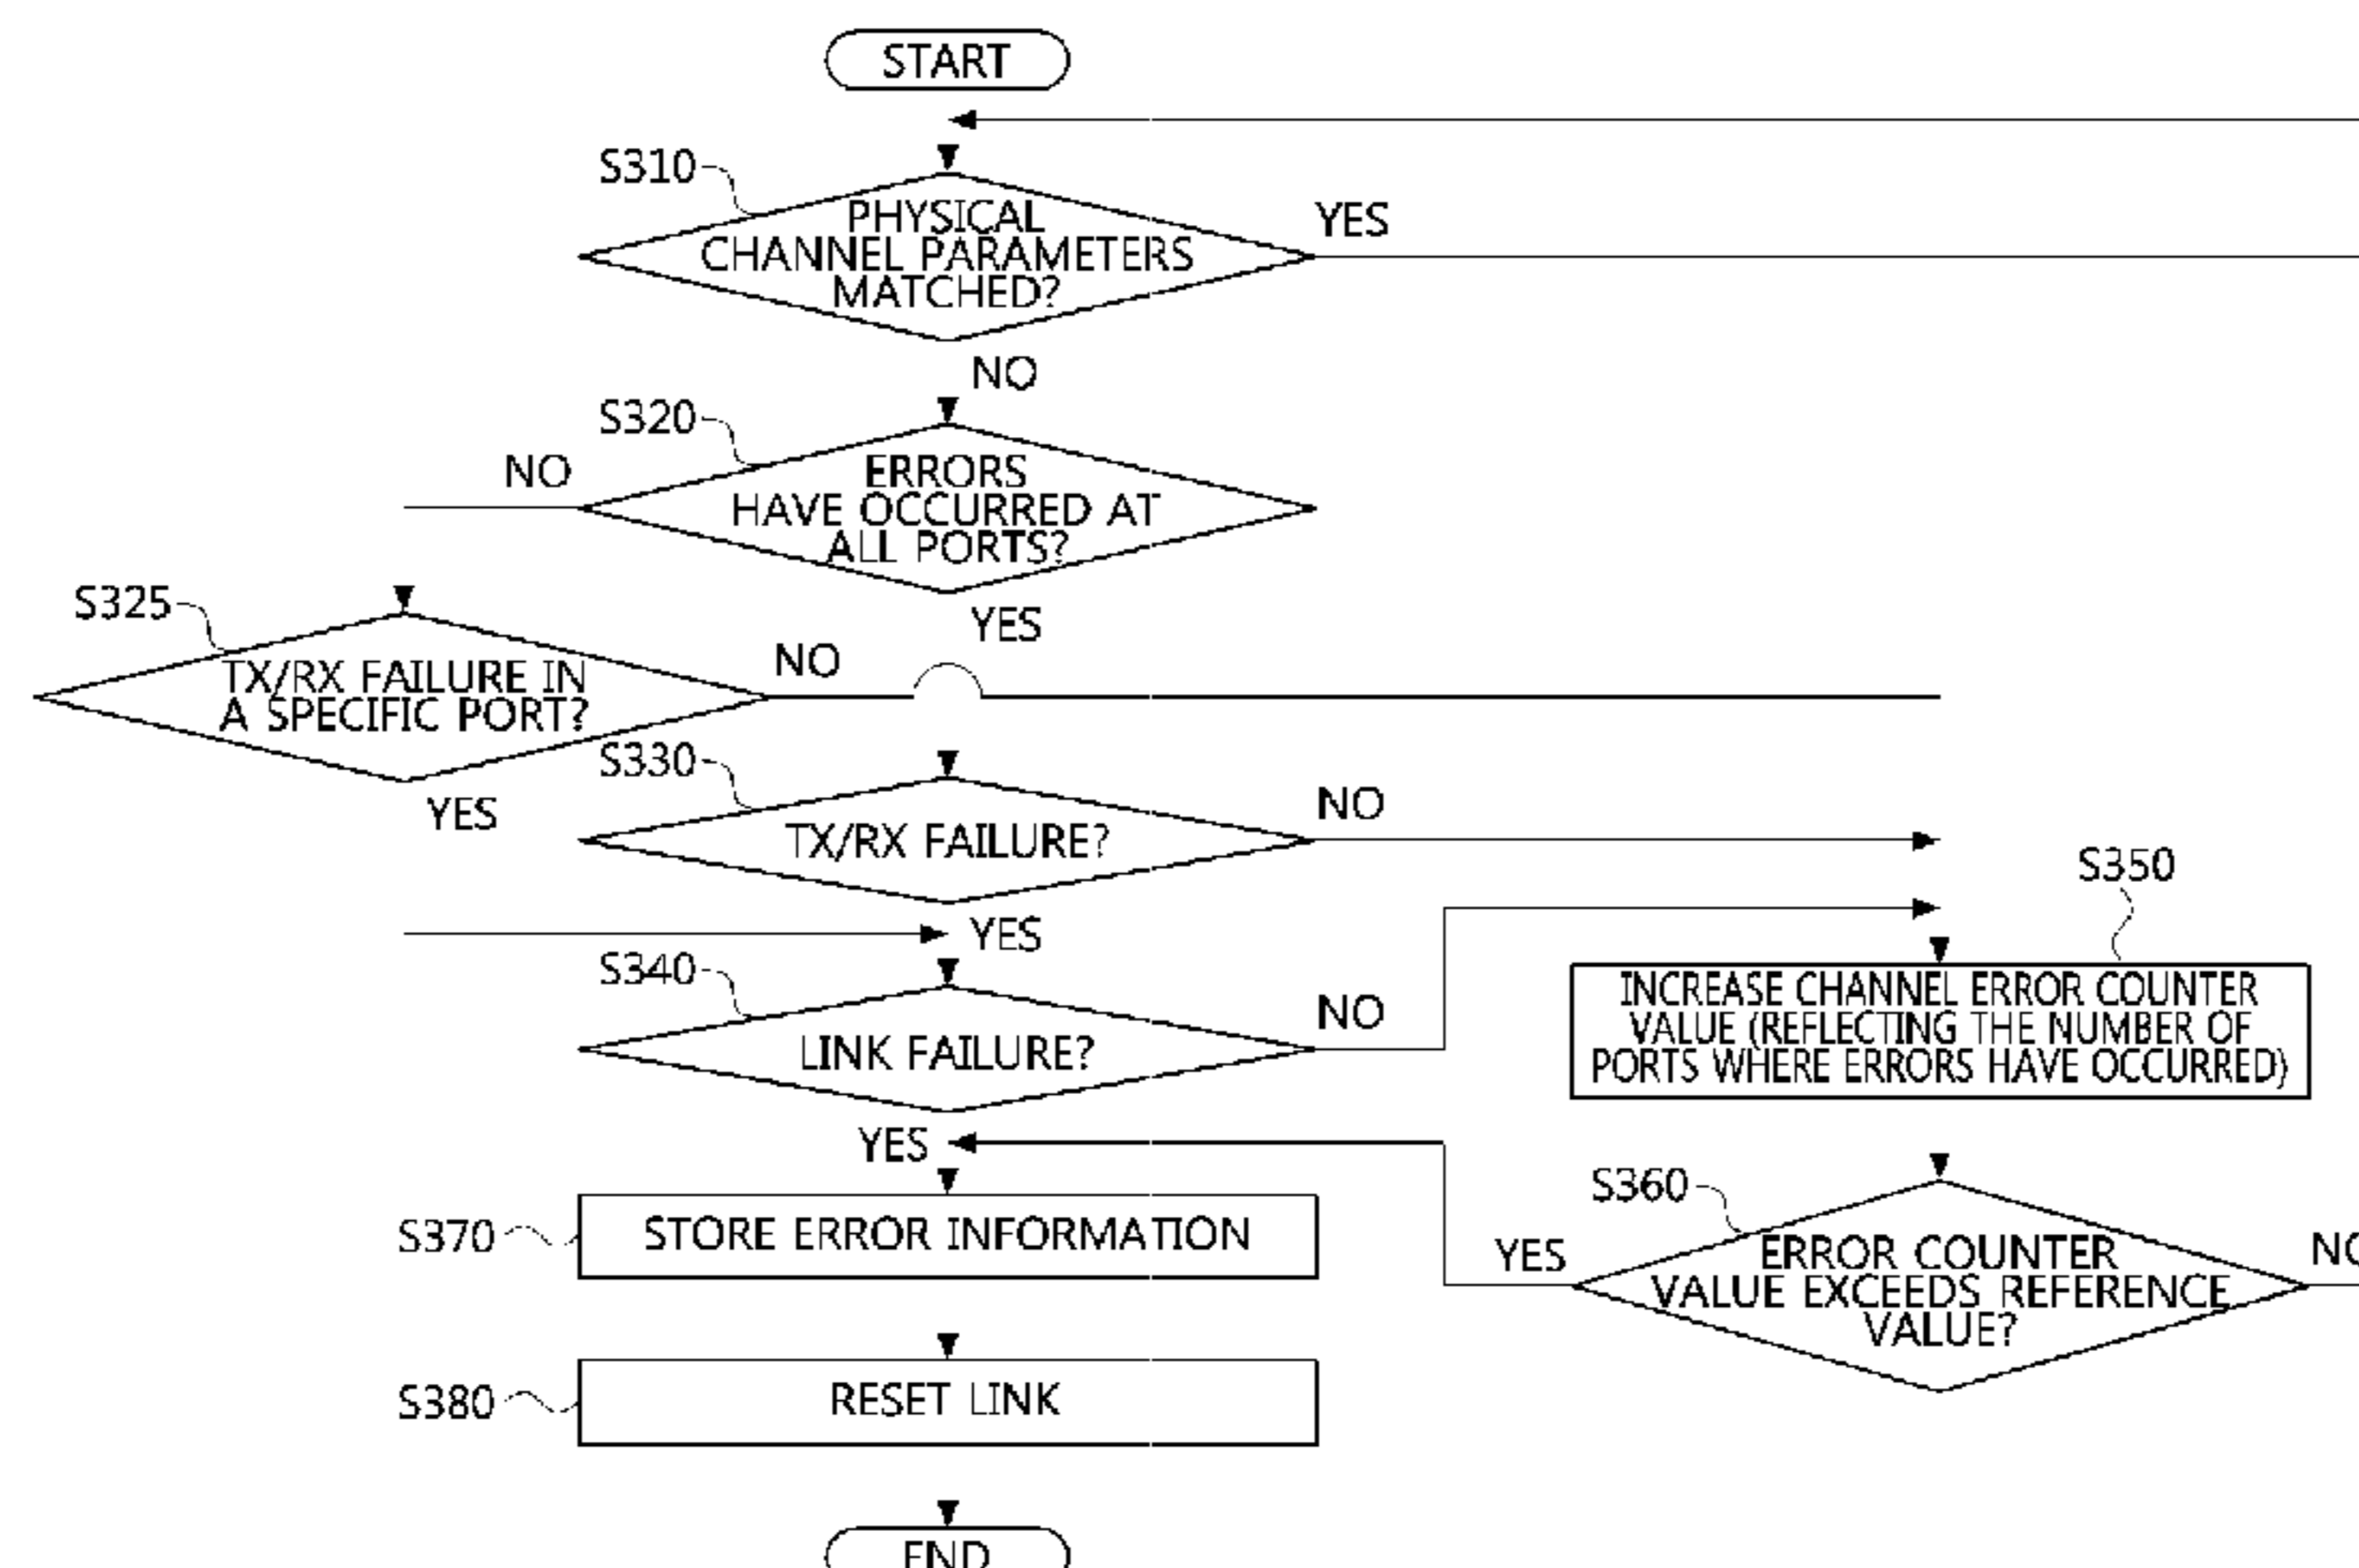 START
S310
PHYSICAL
CHANNEL PARAMETERS
MATCHED?
YES
NO
S320
ERRORS
HAVE OCCURRED AT
ALL PORTS?
NO
YES
S325
TX/RX FAILURE IN
A SPECIFIC PORT?
NO
YES
S330
TX/RX FAILURE?
NO
YES
S340
LINK FAILURE?
NO
YES
S350
INCREASE CHANNEL ERROR COUNTER
VALUE (REFLECTING THE NUMBER OF
PORTS WHERE ERRORS HAVE OCCURRED)
S360
ERROR COUNTER
VALUE EXCEEDS REFERENCE
VALUE?
YES
NO
S370
STORE ERROR INFORMATION
S380
RESET LINK
END